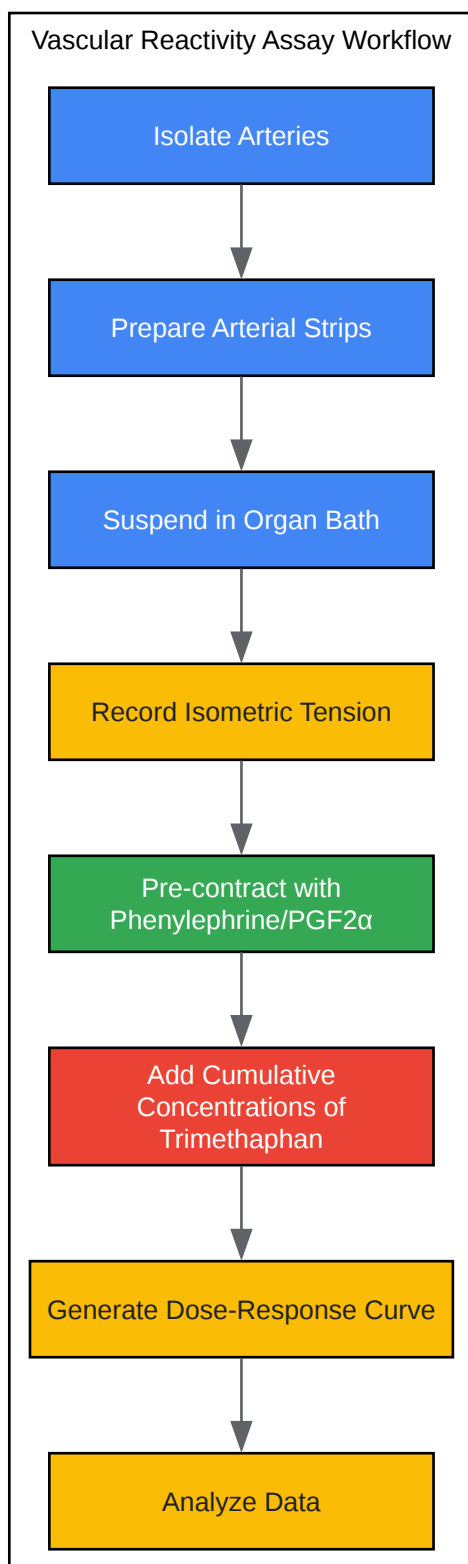 Vascular Reactivity Assay Workflow
Isolate Arteries
Prepare Arterial Strips
Suspend in Organ Bath
Record Isometric Tension
Pre-contract with
Phenylephrine/PGF2α
Add Cumulative
Concentrations of
Trimethaphan
Generate Dose-Response Curve
Analyze Data